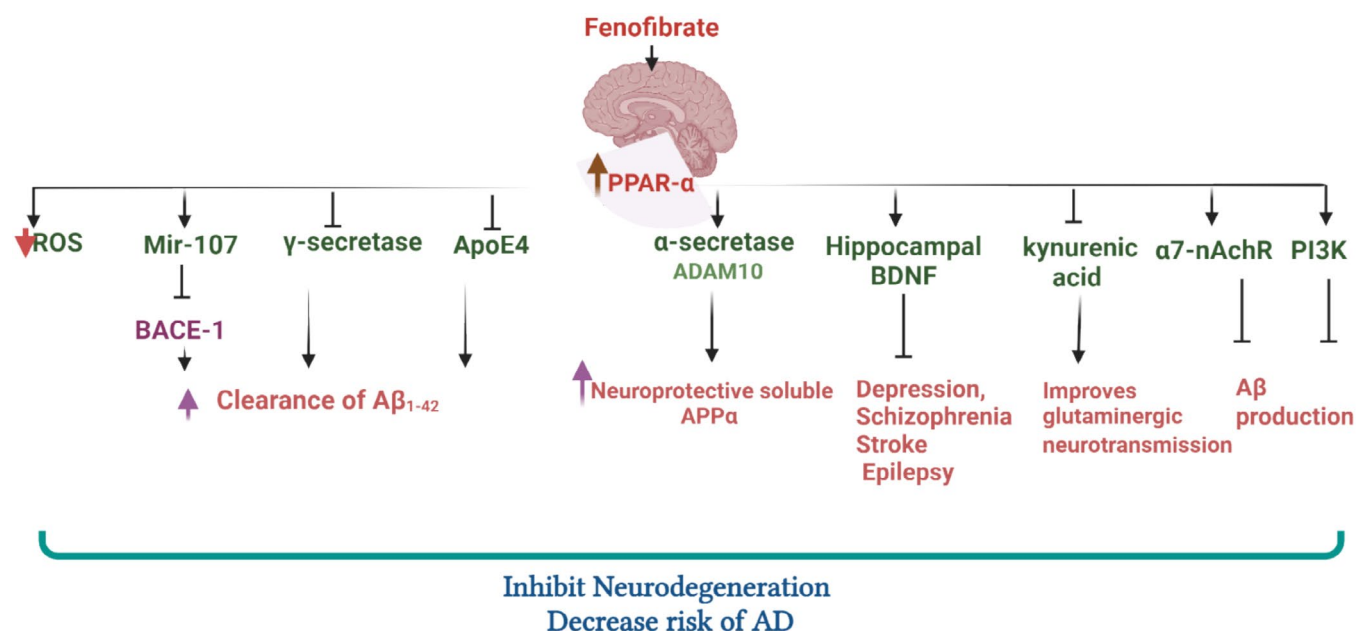 Fenofibrate
PPAR-α
ROS
Mir-107
γ-secretase
ApoE4
α-secretase
ADAM10
Hippocampal
BDNF
kynurenic
acid
α7-nAchR
PI3K
BACE-1
Clearance of Aβ1-42
Neuroprotective soluble
APPα
Depression,
Schizophrenia
Stroke
Epilepsy
Improves
glutaminergic
neurotransmission
Aβ
production
Inhibit Neurodegeneration
Decrease risk of AD